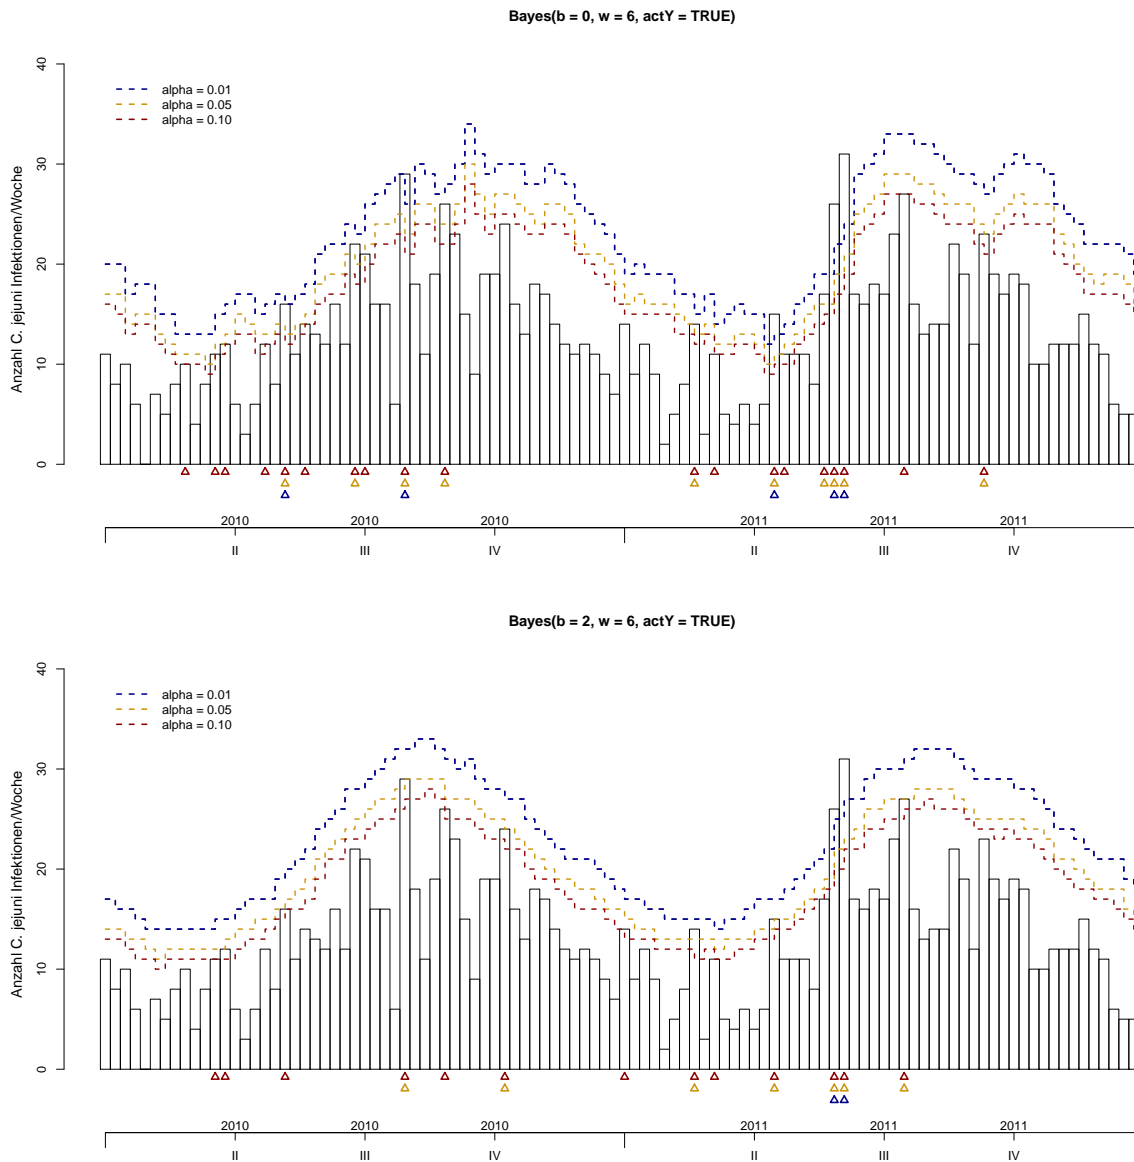 Bayes(b = 0, w = 6, actY = TRUE)
Anzahl C. jejuni Infektionen/Woche
0 10 20 30 40
alpha = 0.01
alpha = 0.05
alpha = 0.10
2010 2010 2010 2011 2011 2011
II III IV II III IV
Bayes(b = 2, w = 6, actY = TRUE)
Anzahl C. jejuni Infektionen/Woche
0 10 20 30 40
alpha = 0.01
alpha = 0.05
alpha = 0.10
2010 2010 2010 2011 2011 2011
II III IV II III IV